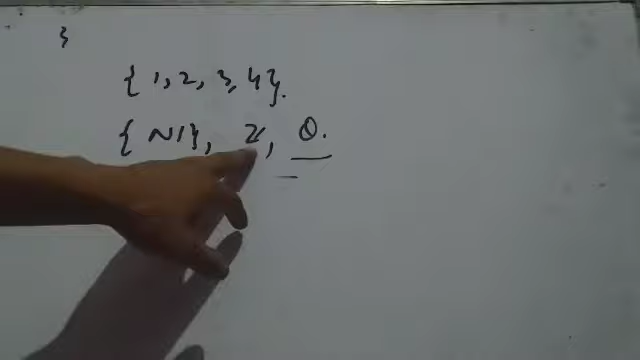 }
{ 1, 2, 3, 4 }.
{ N }, Z, Q.